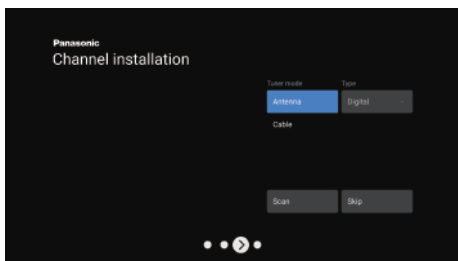 Panasonic
Channel installation
Tuner mode Type
Antenna Digital
Cable
Scan Skip